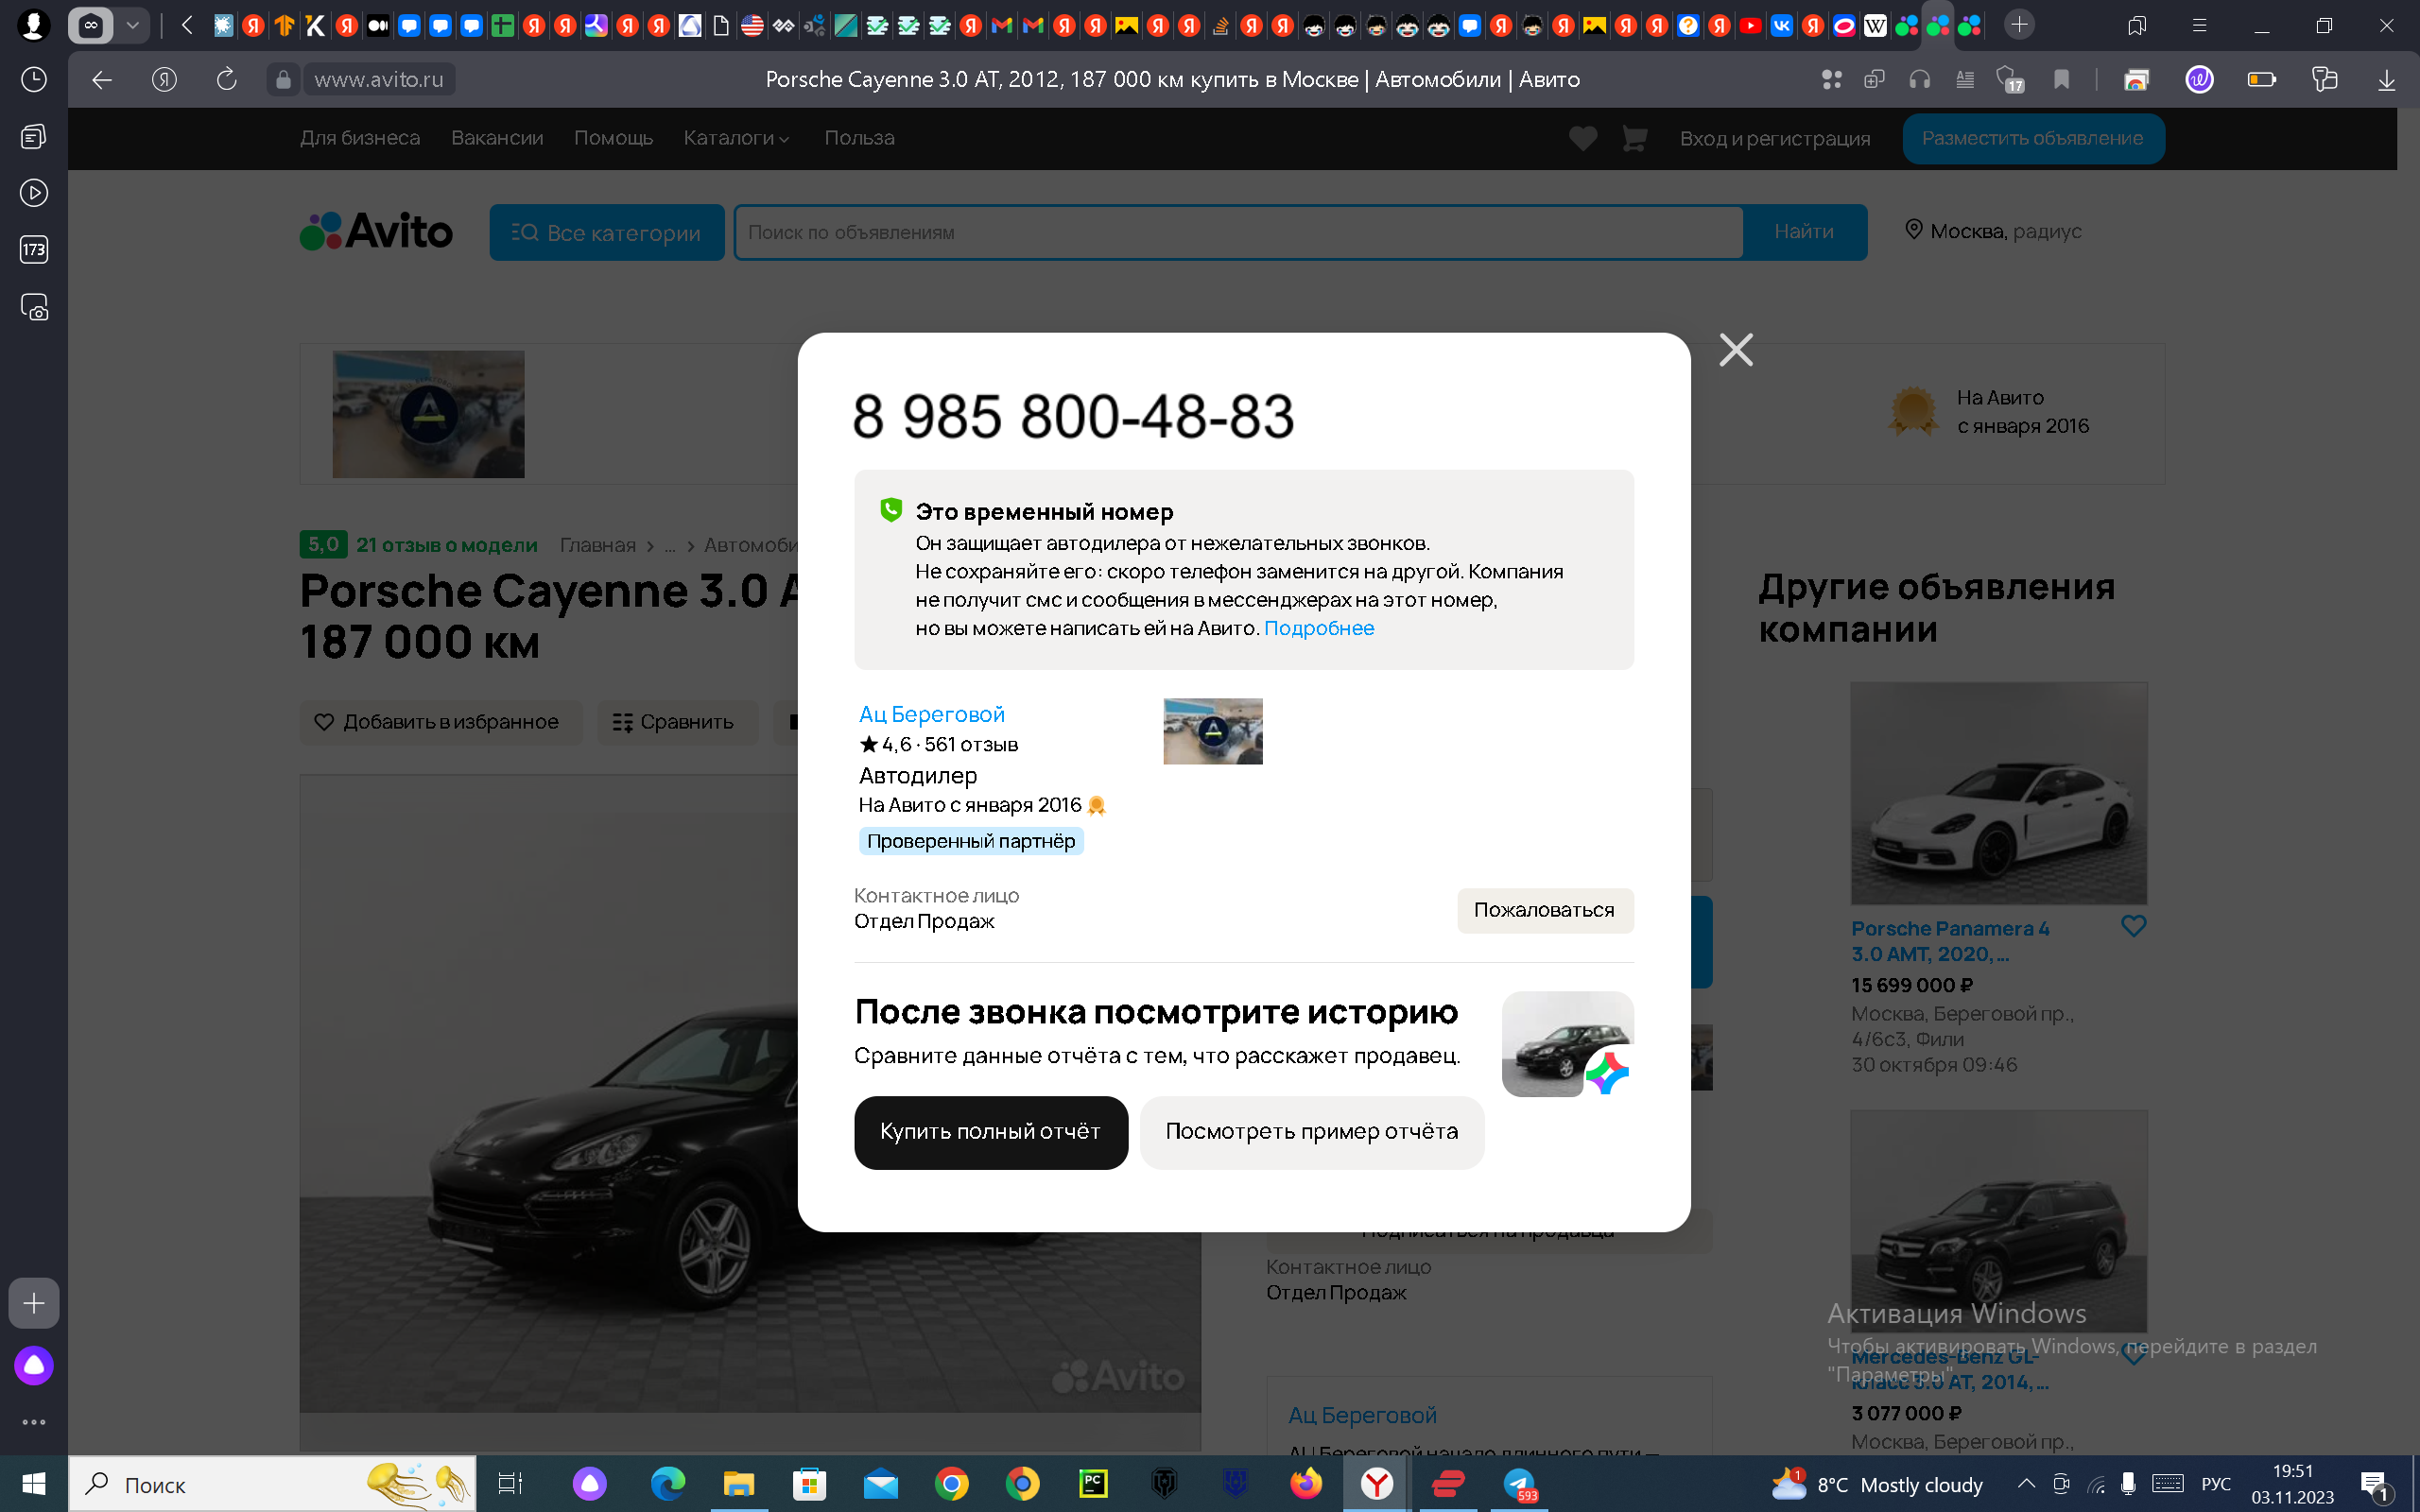 www.avito.ru
Porsche Cayenne 3.0 AT, 2012, 187 000 км купить в Москве | Автомобили | Авито
17
173
Для бизнеса Вакансии Помощь Каталоги Польза
Вход и регистрация
Разместить объявление
Avito
Все категории
Поиск по объявлениям
Найти
Москва, радиус
На Авито
с января 2016
5,0 21 отзыв о модели Главная > ... >
Porsche Cayenne 3.0
187 000 км
Добавить в избранное
Сравнить
8 985 800-48-83
Это временный номер
Он защищает автодилера от нежелательных звонков.
Не сохраняйте его: скоро телефон заменится на другой. Компания
не получит смс и сообщения в мессенджерах на этот номер,
но вы можете написать ей на Авито. Подробнее
Ац Береговой
4,6 · 561 отзыв
Автодилер
На Авито с января 2016
Проверенный партнёр
Контактное лицо
Отдел Продаж
Пожаловаться
После звонка посмотрите историю
Сравните данные отчёта с тем, что расскажет продавец.
Купить полный отчёт
Посмотреть пример отчёта
Контактное лицо
Отдел Продаж
Avito
Ац Береговой
АЦ Береговой начало длинного пути —
Другие объявления
компании
Porsche Panamera 4
3.0 AMT, 2020,...
15 699 000 ₽
Москва, Береговой пр.,
4/6с3, Фили
30 октября 09:46
Mercedes-Benz GL-
класс 3.0 AT, 2014,...
3 077 000 ₽
Москва, Береговой пр.,
Активация Windows
Чтобы активировать Windows, перейдите в раздел
"Параметры".
Поиск
PC
593
1
8°C Mostly cloudy
РУС
19:51
03.11.2023
1